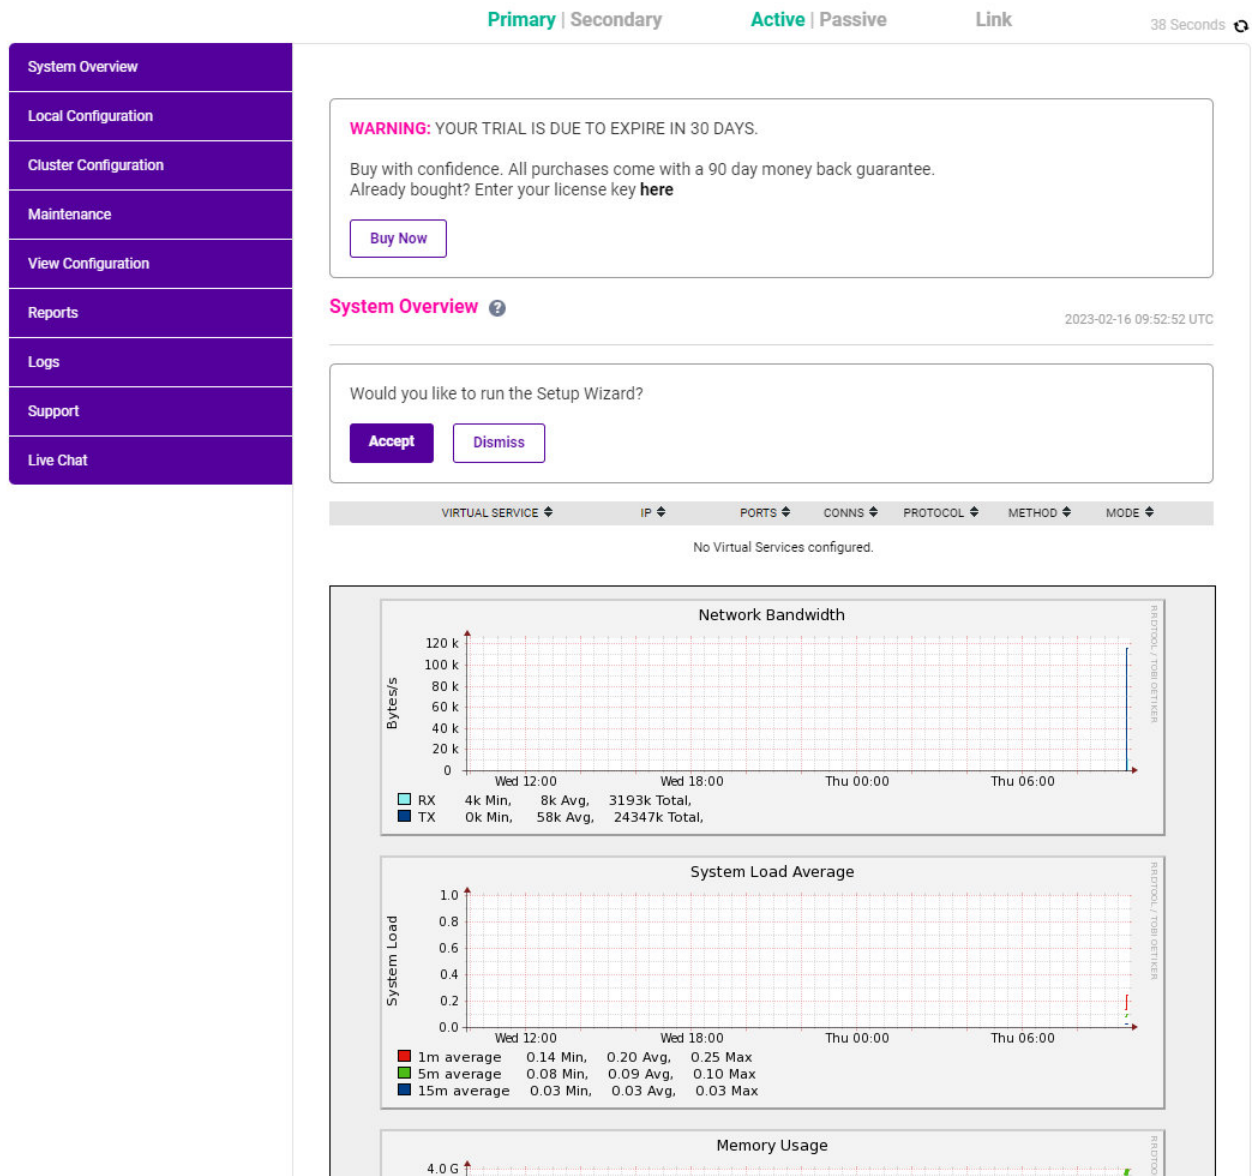 Primary | Secondary Active | Passive Link 38 Seconds
System Overview
Local Configuration
Cluster Configuration
Maintenance
View Configuration
Reports
Logs
Support
Live Chat
WARNING: YOUR TRIAL IS DUE TO EXPIRE IN 30 DAYS.
Buy with confidence. All purchases come with a 90 day money back guarantee.
Already bought? Enter your license key here
Buy Now
System Overview ?
2023-02-16 09:52:52 UTC
Would you like to run the Setup Wizard?
Accept Dismiss
VIRTUAL SERVICE IP PORTS CONNS PROTOCOL METHOD MODE
No Virtual Services configured.
Network Bandwidth
RRDTOOL / TOBI OETIKER
Bytes/s
120 k
100 k
80 k
60 k
40 k
20 k
0
Wed 12:00 Wed 18:00 Thu 00:00 Thu 06:00
RX 4k Min, 8k Avg, 3193k Total,
TX 0k Min, 58k Avg, 24347k Total,
System Load Average
RRDTOOL / TOBI OETIKER
System Load
1.0
0.8
0.6
0.4
0.2
0.0
Wed 12:00 Wed 18:00 Thu 00:00 Thu 06:00
1m average 0.14 Min, 0.20 Avg, 0.25 Max
5m average 0.08 Min, 0.09 Avg, 0.10 Max
15m average 0.03 Min, 0.03 Avg, 0.03 Max
Memory Usage
4.0 G